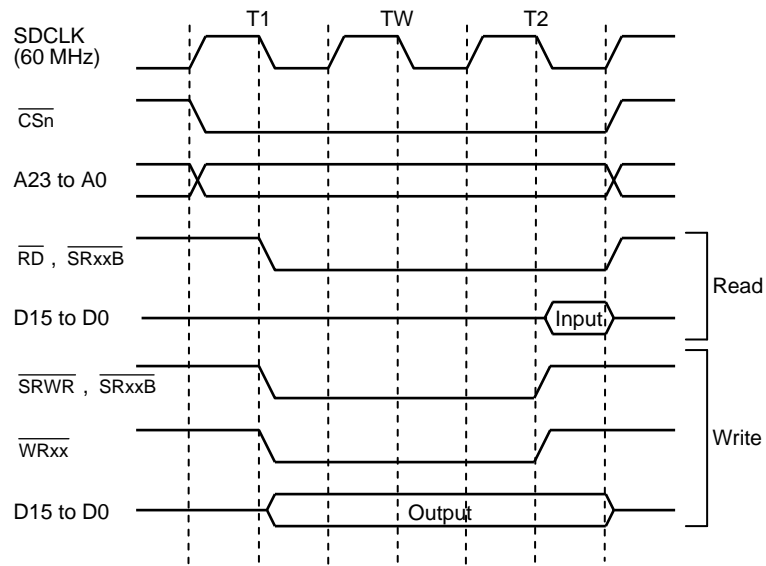 T1 TW T2
SDCLK
(60 MHz)
CSn
A23 to A0
RD , SRxxB
Read
D15 to D0
Input
SRWR , SRxxB
Write
WRxx
D15 to D0
Output